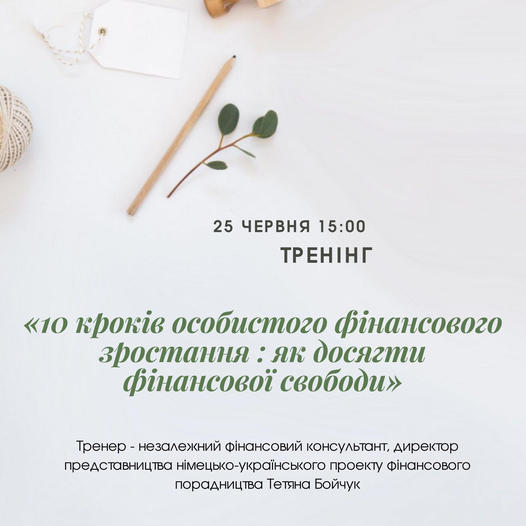 25 ЧЕРВНЯ 15:00
ТРЕНІНГ
«10 кроків особистого фінансового
зростання : як досягти
фінансової свободи»
Тренер - незалежний фінансовий консультант, директор
представництва німецько-українського проекту фінансового
порадництва Тетяна Бойчук